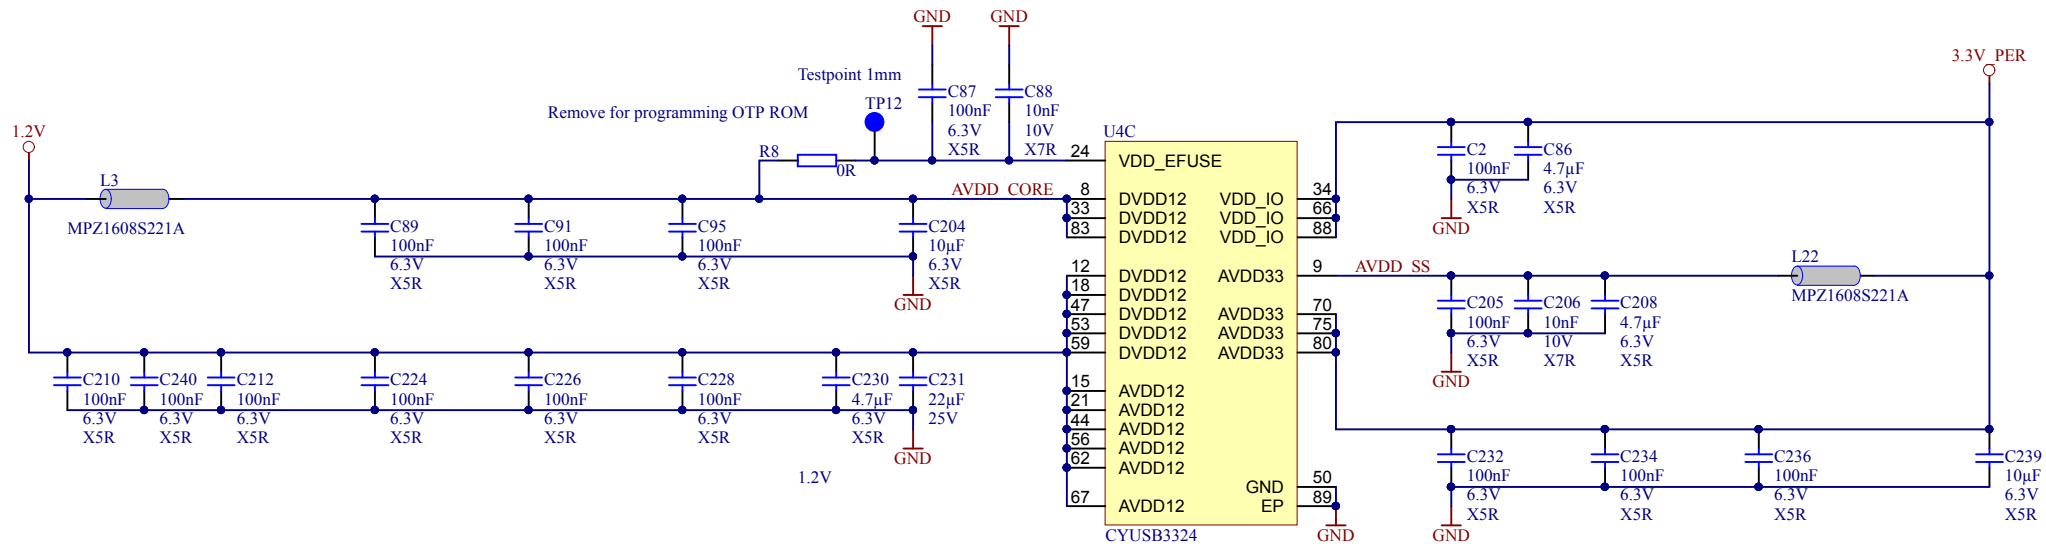 GND
GND
3.3V_PER
Testpoint 1mm
TP12
Remove for programming OTP ROM
C87
100nF
6.3V
X5R
C88
10nF
10V
X7R
1.2V
U4C
R8
0R
24
VDD_EFUSE
C2
100nF
6.3V
X5R
C86
4.7µF
6.3V
X5R
GND
L3
MPZ1608S221A
AVDD_CORE
8
DVDD12
33
DVDD12
83
DVDD12
VDD_IO
34
VDD_IO
66
VDD_IO
88
C89
100nF
6.3V
X5R
C91
100nF
6.3V
X5R
C95
100nF
6.3V
X5R
C204
10µF
6.3V
X5R
GND
12
DVDD12
18
DVDD12
47
DVDD12
53
DVDD12
59
DVDD12
AVDD33
9
AVDD_SS
L22
MPZ1608S221A
AVDD33
70
AVDD33
75
AVDD33
80
C205
100nF
6.3V
X5R
C206
10nF
10V
X7R
C208
4.7µF
6.3V
X5R
GND
C210
100nF
6.3V
X5R
C240
100nF
6.3V
X5R
C212
100nF
6.3V
X5R
C224
100nF
6.3V
X5R
C226
100nF
6.3V
X5R
C228
100nF
6.3V
X5R
C230
4.7µF
6.3V
X5R
C231
22µF
25V
GND
1.2V
15
AVDD12
21
AVDD12
44
AVDD12
56
AVDD12
62
AVDD12
67
AVDD12
GND
50
EP
89
GND
CYUSB3324
C232
100nF
6.3V
X5R
C234
100nF
6.3V
X5R
C236
100nF
6.3V
X5R
C239
10µF
6.3V
X5R
GND